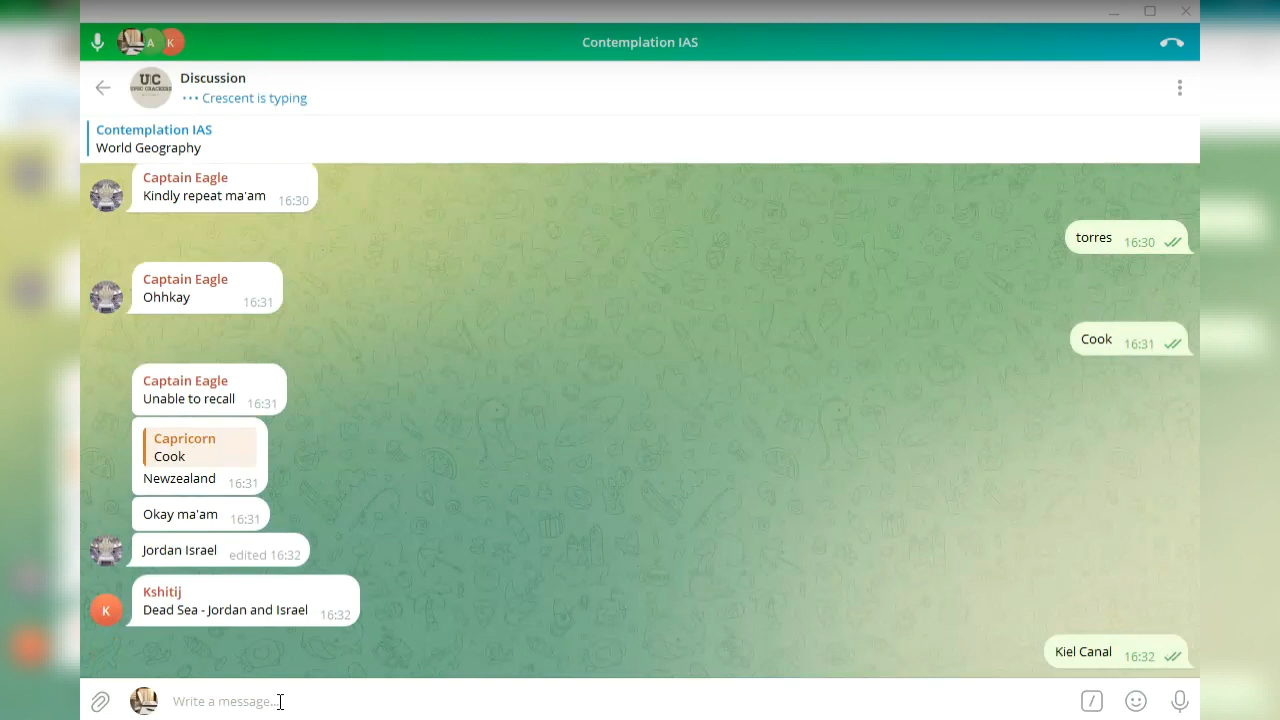 A K
Contemplation IAS
UC
UPSC CRACKERS
Discussion
Crescent is typing
Contemplation IAS
World Geography
Captain Eagle
Kindly repeat ma'am 16:30
torres 16:30
Captain Eagle
Ohhkay 16:31
Cook 16:31
Captain Eagle
Unable to recall 16:31
Capricorn
Cook
Newzealand 16:31
Okay ma'am 16:31
Jordan Israel edited 16:32
Kshitij
K
Dead Sea - Jordan and Israel 16:32
Kiel Canal 16:32
Write a message...